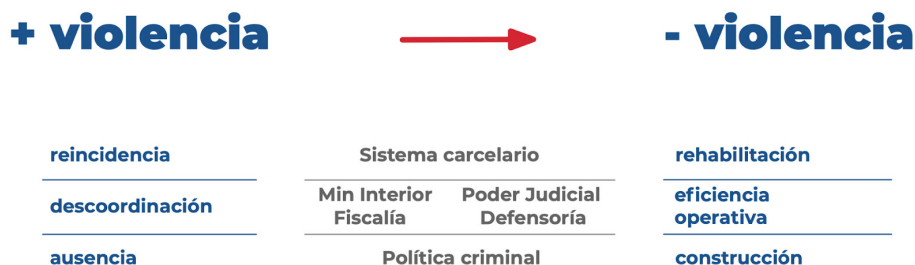 + violencia - violencia
reincidencia Sistema carcelario rehabilitación
descoordinación Min Interior Poder Judicial eficiencia
Fiscalía Defensoría operativa
ausencia Política criminal construcción